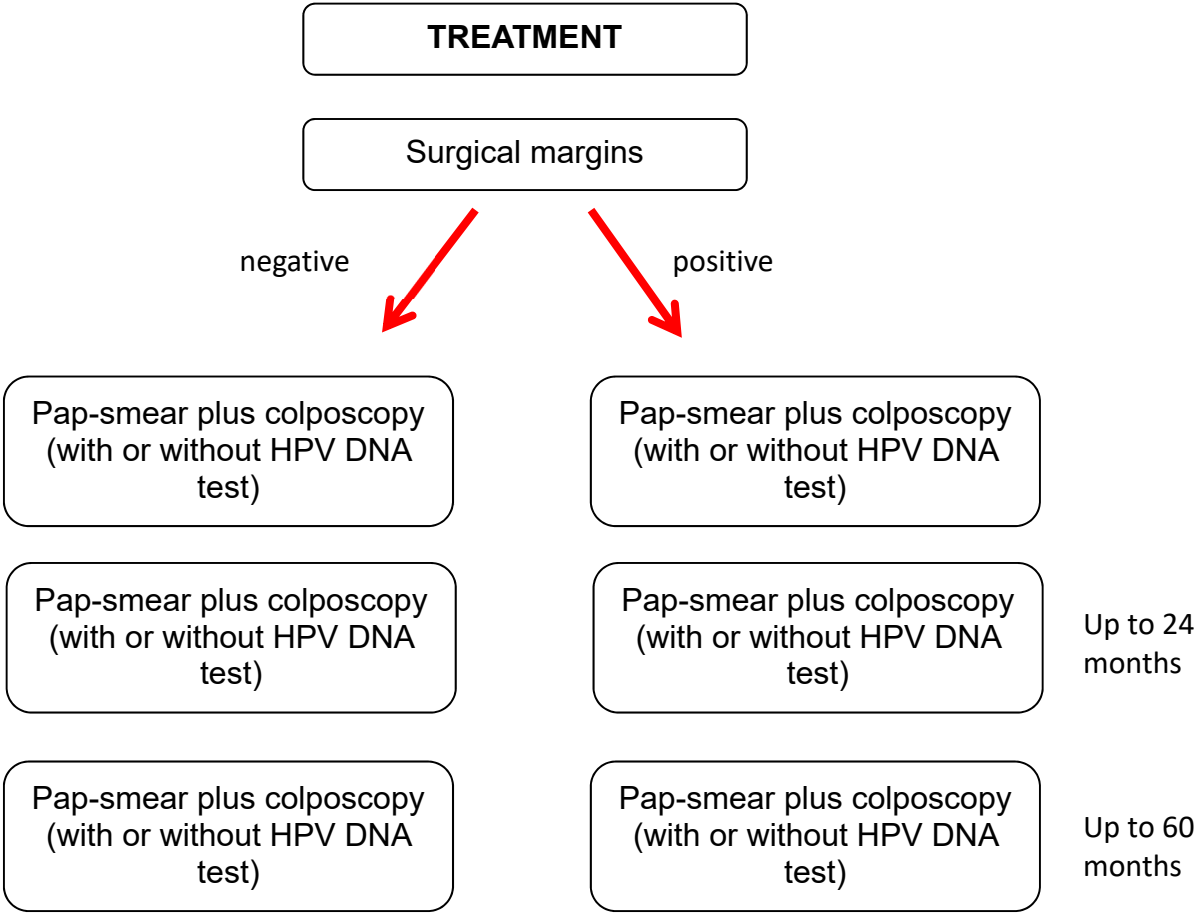 TREATMENT
Surgical margins
negative
positive
Pap-smear plus colposcopy
(with or without HPV DNA
test)
Pap-smear plus colposcopy
(with or without HPV DNA
test)
Pap-smear plus colposcopy
(with or without HPV DNA
test)
Pap-smear plus colposcopy
(with or without HPV DNA
test)
Up to 24
months
Pap-smear plus colposcopy
(with or without HPV DNA
test)
Pap-smear plus colposcopy
(with or without HPV DNA
test)
Up to 60
months